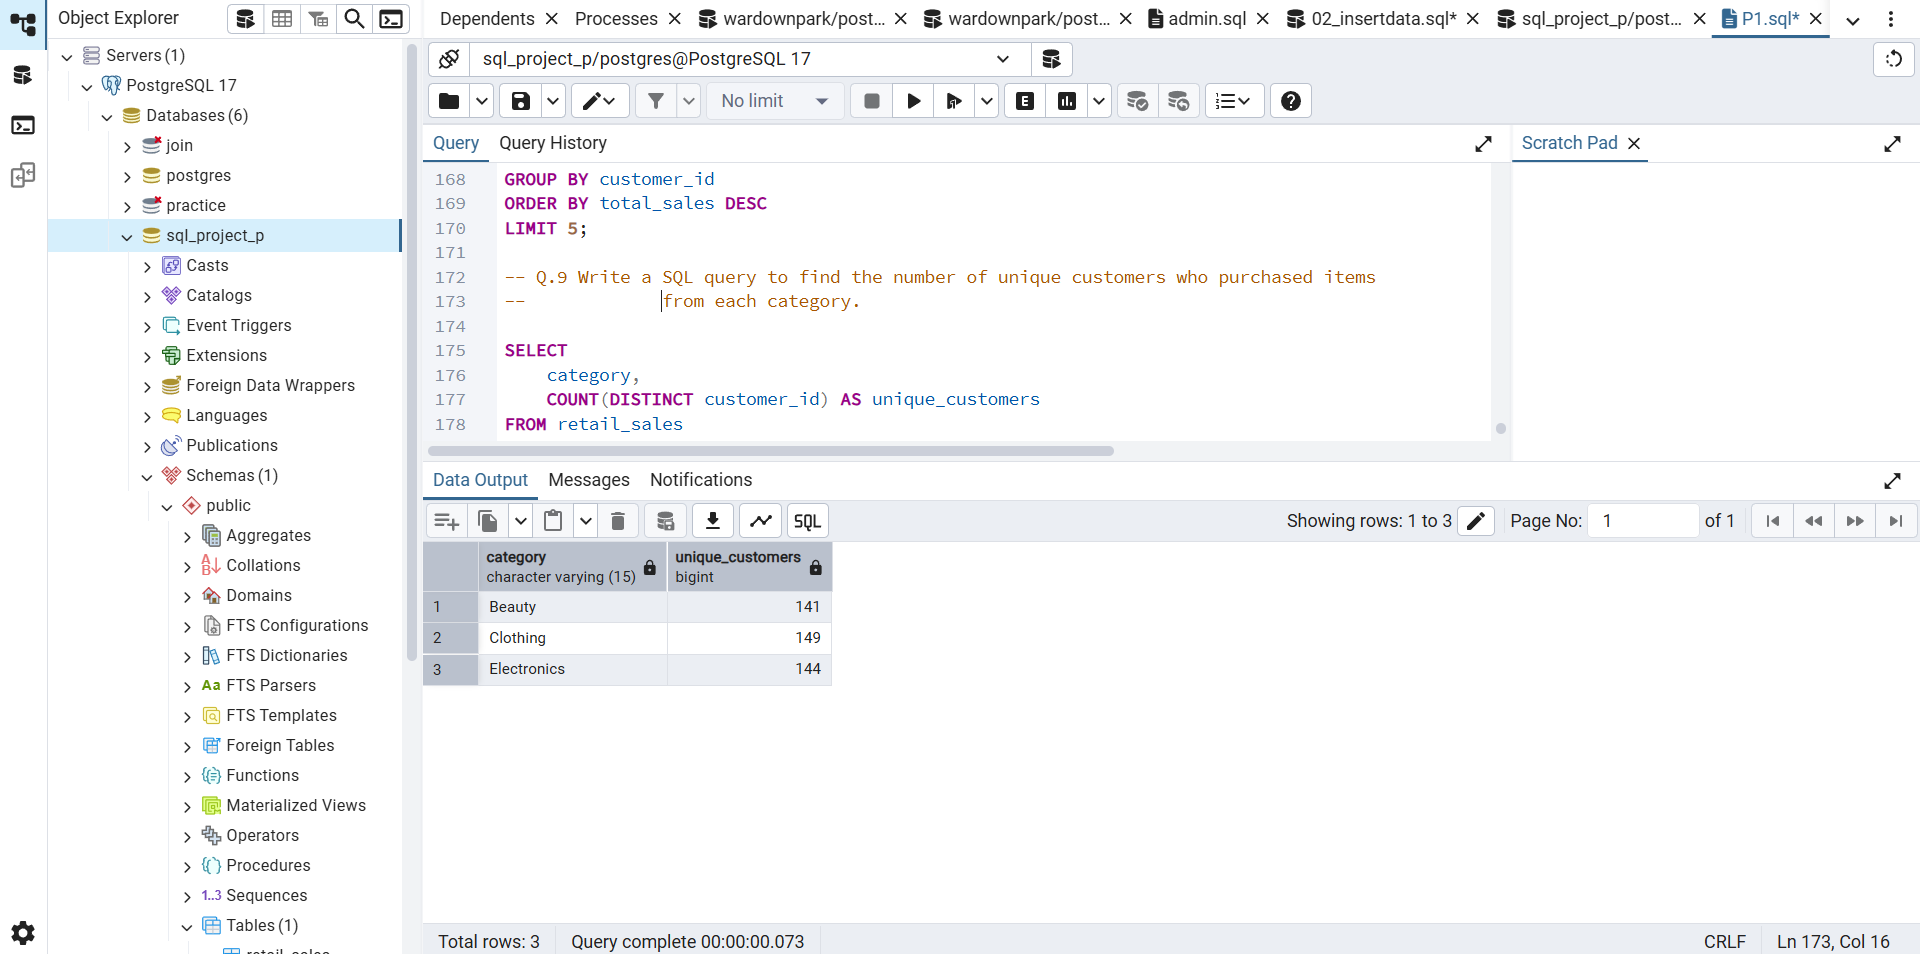 Object Explorer
Servers (1)
PostgreSQL 17
Databases (6)
join
postgres
practice
sql_project_p
Casts
Catalogs
Event Triggers
Extensions
Foreign Data Wrappers
Languages
Publications
Schemas (1)
public
Aggregates
Collations
Domains
FTS Configurations
FTS Dictionaries
Aa FTS Parsers
FTS Templates
Foreign Tables
Functions
Materialized Views
Operators
Procedures
1..3 Sequences
Tables (1)
retail_sales
Dependents
Processes
wardownpark/post...
wardownpark/post...
admin.sql
02_insertdata.sql*
sql_project_p/post...
P1.sql*
sql_project_p/postgres@PostgreSQL 17
No limit
E
Query
Query History
Scratch Pad
168 GROUP BY customer_id
169 ORDER BY total_sales DESC
170 LIMIT 5;
171
172 -- Q.9 Write a SQL query to find the number of unique customers who purchased items
173 -- from each category.
174
175 SELECT
176 category,
177 COUNT(DISTINCT customer_id) AS unique_customers
178 FROM retail_sales
Data Output
Messages
Notifications
SQL
Showing rows: 1 to 3
Page No: 1 of 1
category
character varying (15)
unique_customers
bigint
1 Beauty 141
2 Clothing 149
3 Electronics 144
Total rows: 3
Query complete 00:00:00.073
CRLF
Ln 173, Col 16